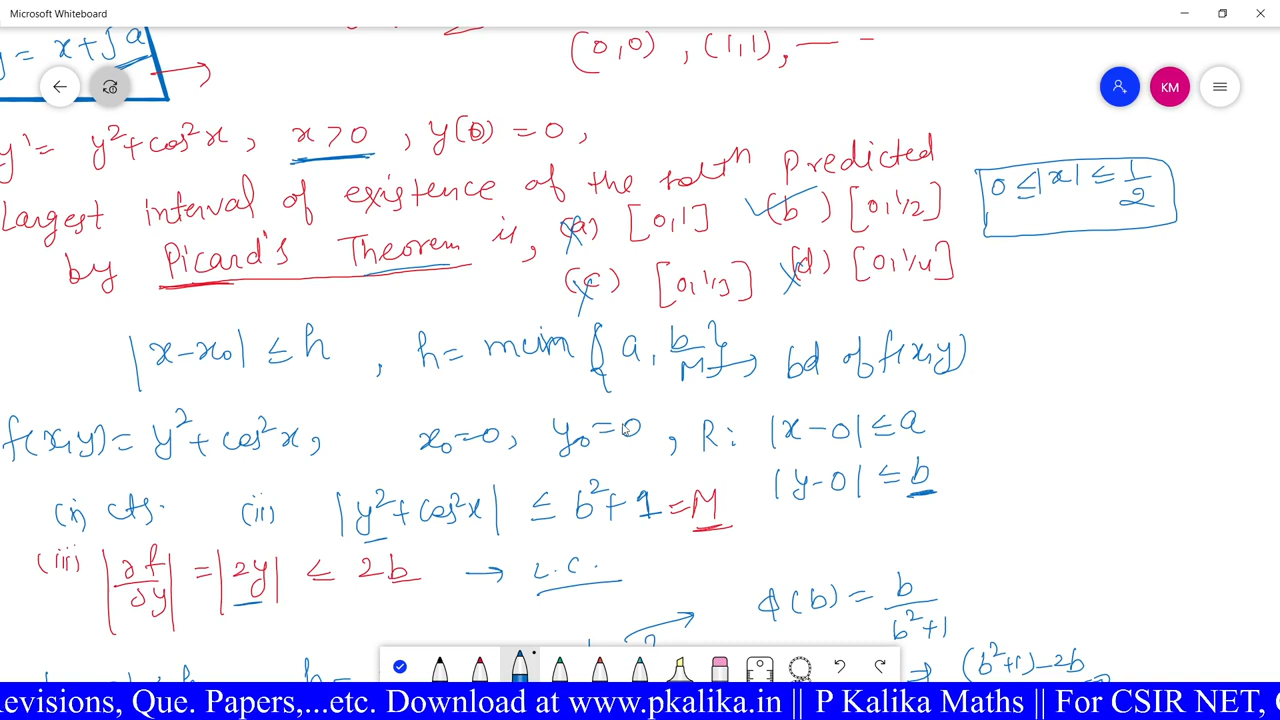 Microsoft Whiteboard
y = x + ∫a
(0,0) , (1,1), — -
KM
y' = y² + cos²x , x > 0 , y(0) = 0 ,
Largest interval of existence of the solth Predicted
by Picard's Theorem is, (a) [0,1] (b) [0,1/2]
(c) [0,1/3] (d) [0,1/4]
0 ≤ |x| ≤ 1/2
|x-x₀| ≤ h , h = min { a, b/M } → bd of f(x,y)
f(x,y) = y² + cos²x, x₀=0, y₀=0 , R: |x-0| ≤ a
|y-0| ≤ b
(i) cts. (ii) |y²+cos²x| ≤ b²+1 = M
(iii) |∂f/∂y| = |2y| ≤ 2b → L.C.
φ(b) = b/(b²+1)
→ (b²+1)-2b
h =
evisions, Que. Papers,...etc. Download at www.pkalika.in || P Kalika Maths || For CSIR NET, G